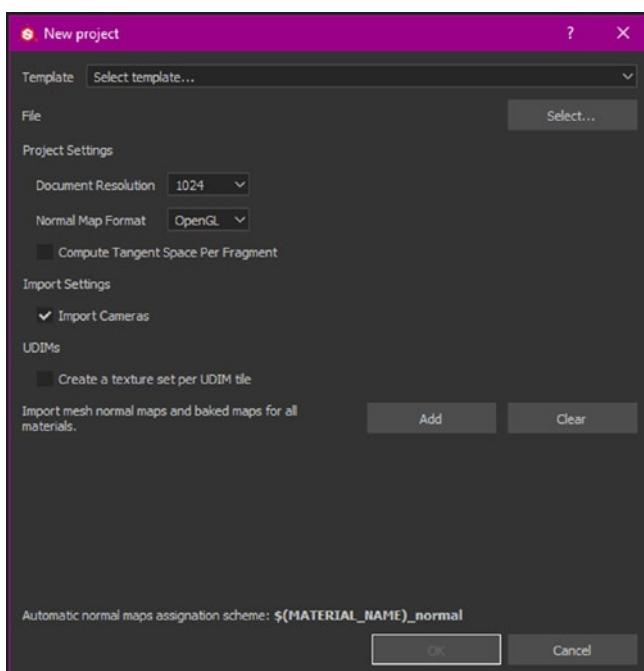 New project
Template Select template...
File Select...
Project Settings
Document Resolution 1024
Normal Map Format OpenGL
Compute Tangent Space Per Fragment
Import Settings
Import Cameras
UDIMs
Create a texture set per UDIM tile
Import mesh normal maps and baked maps for all
materials.
Add Clear
Automatic normal maps assignation scheme: $(MATERIAL_NAME)_normal
OK Cancel